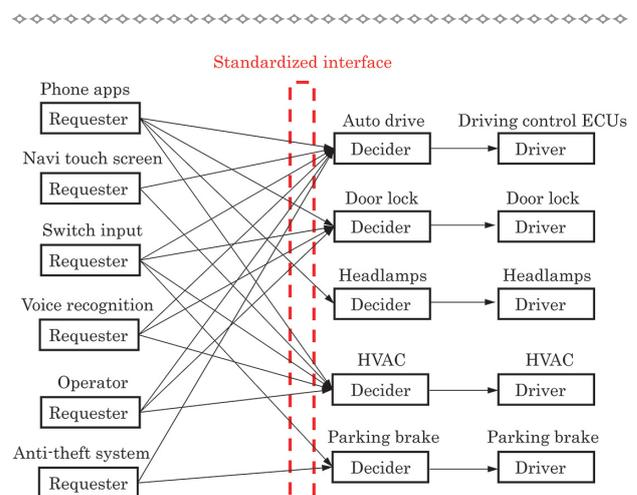 Standardized interface
Phone apps
Requester
Auto drive
Decider
Driving control ECUs
Driver
Navi touch screen
Requester
Door lock
Decider
Door lock
Driver
Switch input
Requester
Headlamps
Decider
Headlamps
Driver
Voice recognition
Requester
HVAC
Decider
HVAC
Driver
Operator
Requester
Parking brake
Decider
Parking brake
Driver
Anti-theft system
Requester